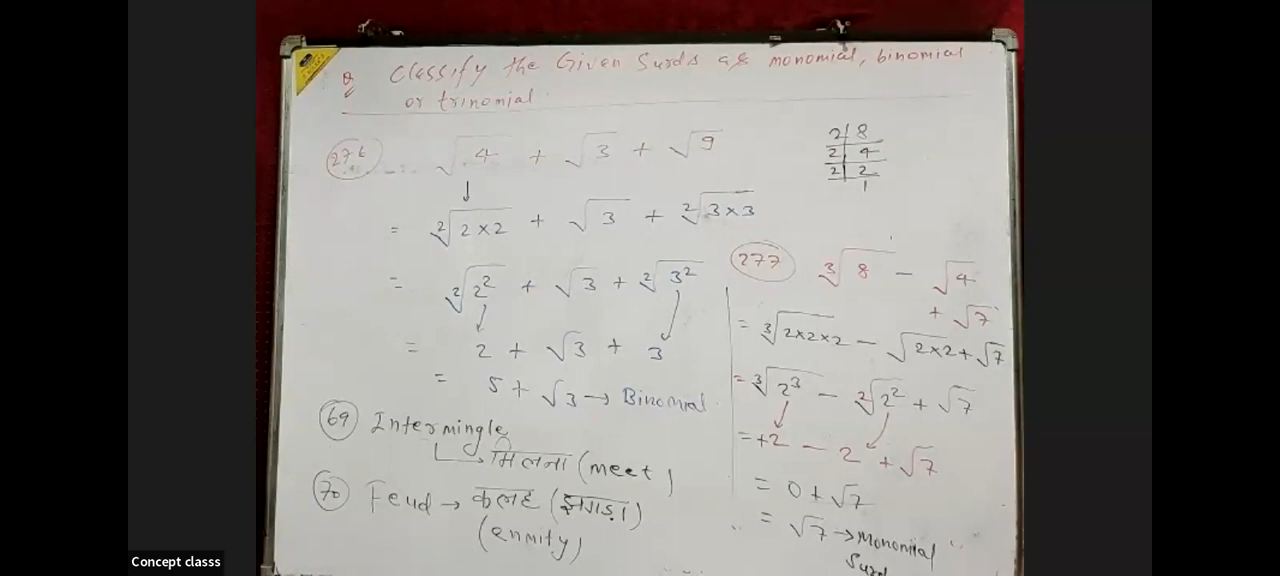 Q Classify the Given Surds as monomial, binomial
or trinomial.
276 √4 + √3 + √9
= ²√2×2 + √3 + ²√3×3
= ²√2² + √3 + ²√3²
= 2 + √3 + 3
= 5 + √3 → Binomial
69 Intermingle
→ मिलना (meet)
70 Feud → कलह (झगड़ा)
(enmity)
2 | 8
2 | 4
2 | 2
1
277 ³√8 − √4
+ √7
= ³√2×2×2 − √2×2 + √7
= ³√2³ − ²√2² + √7
= +2 − 2 + √7
= 0 + √7
= √7 → Monomial
Surd
Concept classs